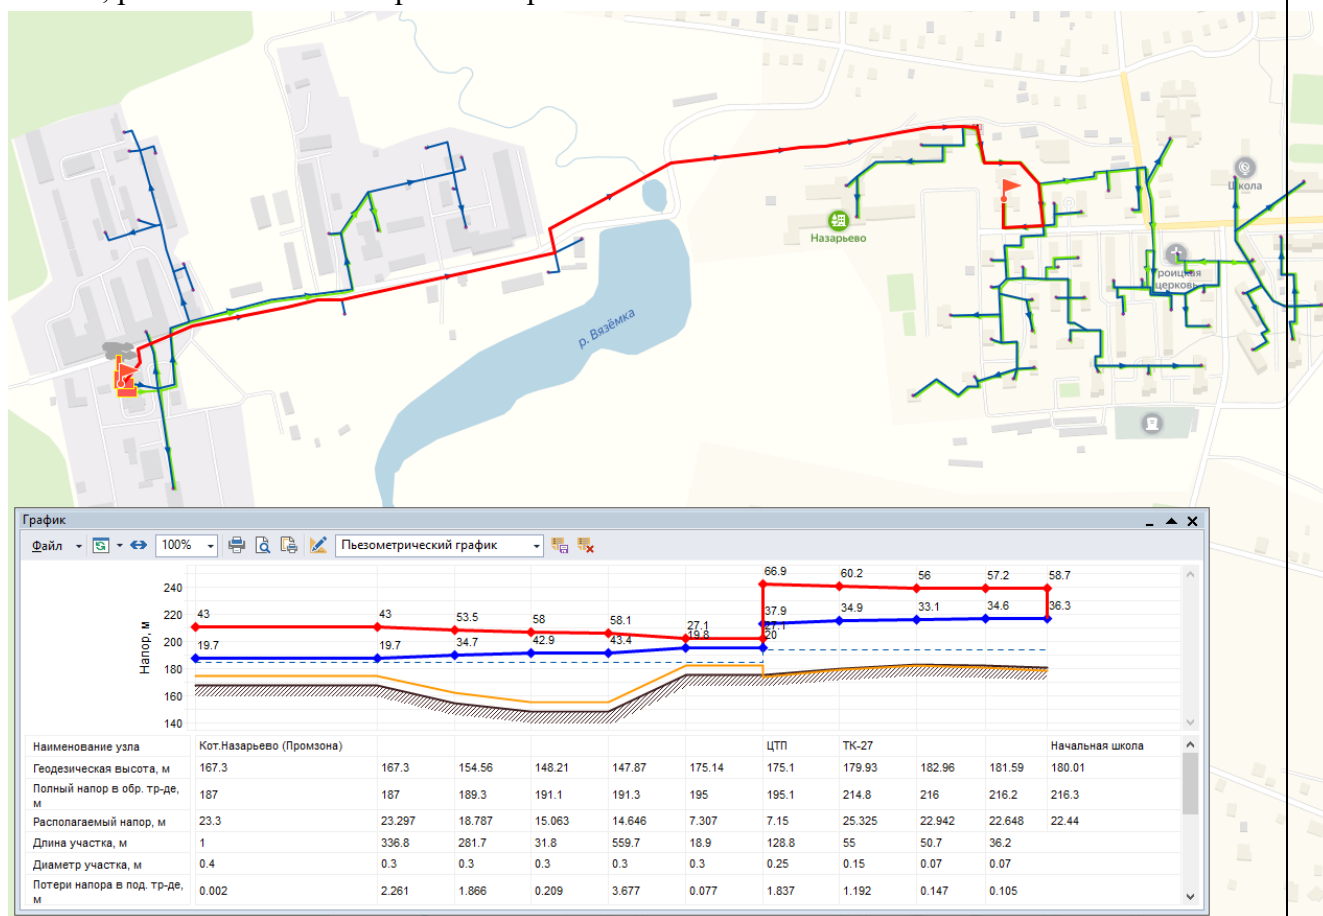 Назарьево
Школа
роицкая
церковь
р. Вязёмка
График
Файл 100% Пьезометрический график
Напор, м
240
220
200
180
160
140
43 43 53.5 58 58.1 27.1 66.9 60.2 56 57.2 58.7
19.7 19.7 34.7 42.9 43.4 19.8 27.1 20 37.9 34.9 33.1 34.6 36.3
Наименование узла Кот.Назарьево (Промзона) ЦТП ТК-27 Начальная школа
Геодезическая высота, м 167.3 167.3 154.56 148.21 147.87 175.14 175.1 179.93 182.96 181.59 180.01
Полный напор в обр. тр-де, 187 187 189.3 191.1 191.3 195 195.1 214.8 216 216.2 216.3
м
Располагаемый напор, м 23.3 23.297 18.787 15.063 14.646 7.307 7.15 25.325 22.942 22.648 22.44
Длина участка, м 1 336.8 281.7 31.8 559.7 18.9 128.8 55 50.7 36.2
Диаметр участка, м 0.4 0.3 0.3 0.3 0.3 0.3 0.25 0.15 0.07 0.07
Потери напора в под. тр-де, 0.002 2.261 1.866 0.209 3.677 0.077 1.837 1.192 0.147 0.105
м